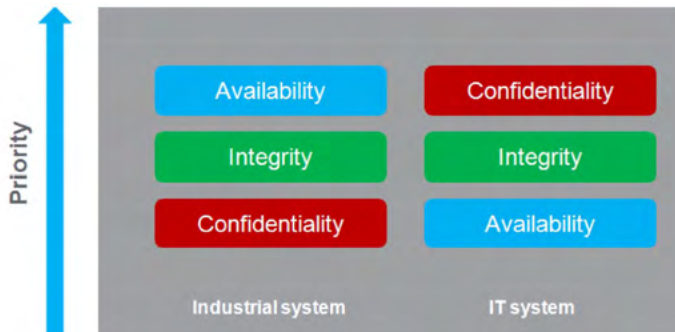 Priority
Availability
Confidentiality
Integrity
Integrity
Confidentiality
Availability
Industrial system
IT system